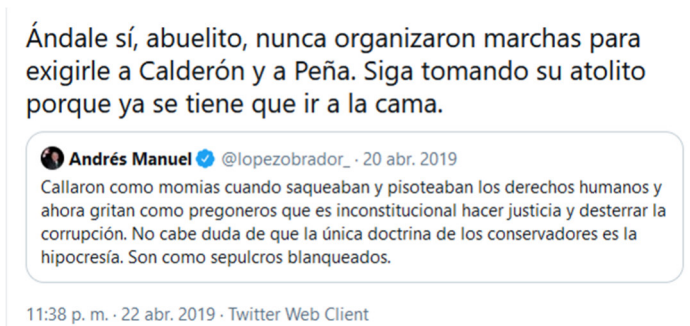 Ándale sí, abuelito, nunca organizaron marchas para
exigirle a Calderón y a Peña. Siga tomando su atolito
porque ya se tiene que ir a la cama.
Andrés Manuel @lopezobrador_ · 20 abr. 2019
Callaron como momias cuando saqueaban y pisoteaban los derechos humanos y
ahora gritan como pregoneros que es inconstitucional hacer justicia y desterrar la
corrupción. No cabe duda de que la única doctrina de los conservadores es la
hipocresía. Son como sepulcros blanqueados.
11:38 p. m. · 22 abr. 2019 · Twitter Web Client